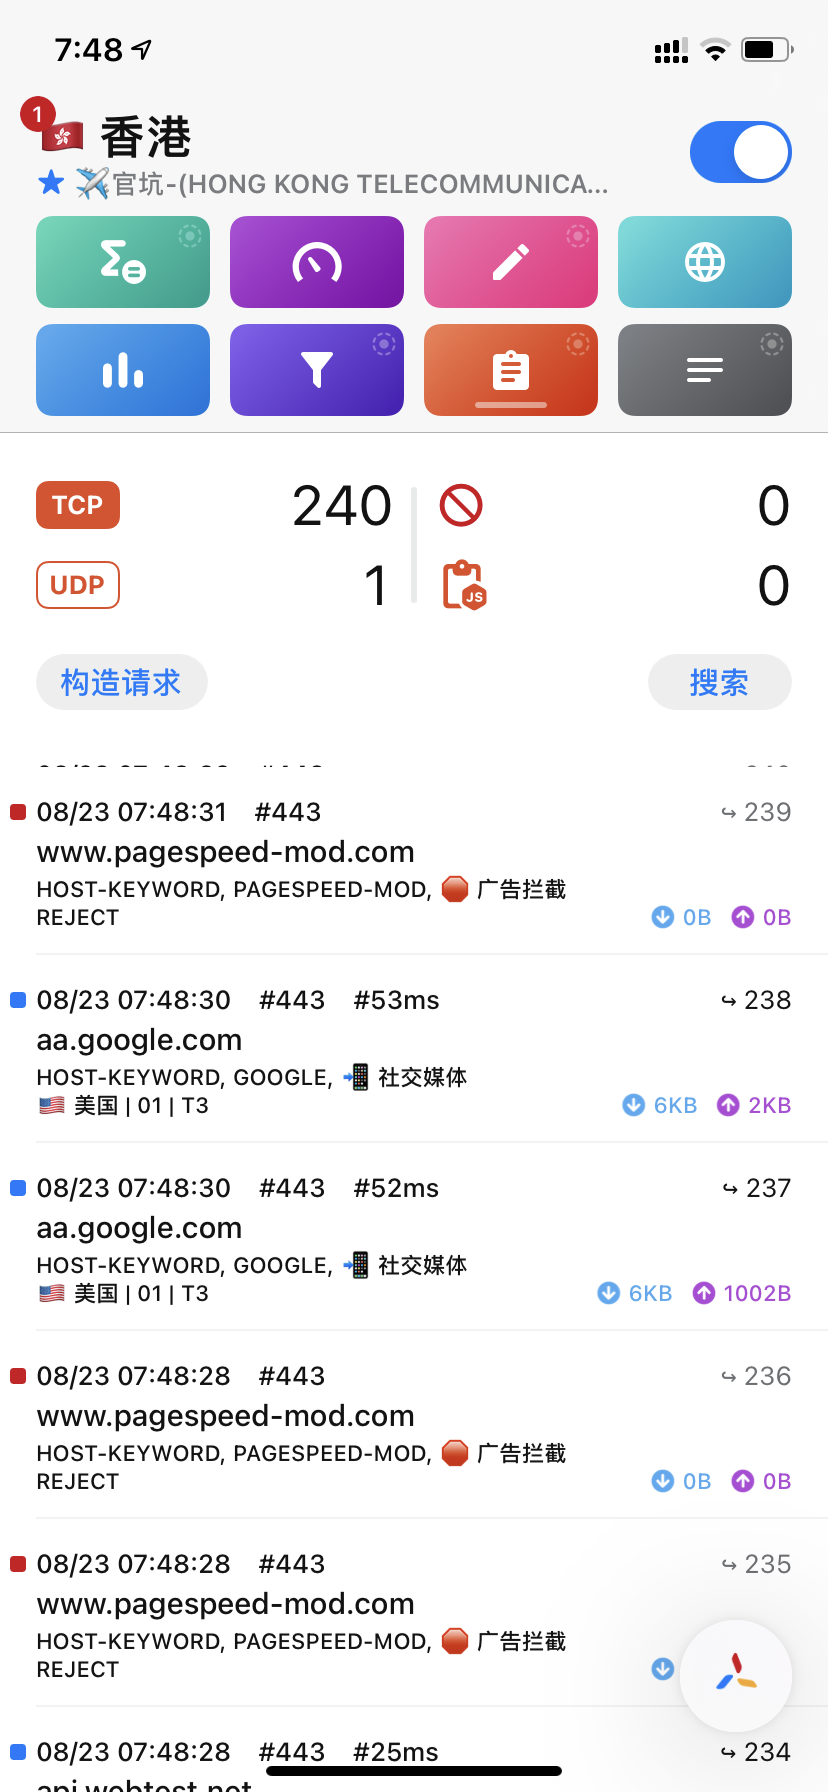 7:48
1
香港
官坑-(HONG KONG TELECOMMUNICA...
TCP 240 0
UDP 1 JS 0
构造请求 搜索
08/23 07:48:31 #443 239
www.pagespeed-mod.com
HOST-KEYWORD, PAGESPEED-MOD, 🛑 广告拦截
REJECT 0B 0B
08/23 07:48:30 #443 #53ms 238
aa.google.com
HOST-KEYWORD, GOOGLE, 📲 社交媒体
🇺🇸 美国 | 01 | T3 6KB 2KB
08/23 07:48:30 #443 #52ms 237
aa.google.com
HOST-KEYWORD, GOOGLE, 📲 社交媒体
🇺🇸 美国 | 01 | T3 6KB 1002B
08/23 07:48:28 #443 236
www.pagespeed-mod.com
HOST-KEYWORD, PAGESPEED-MOD, 🛑 广告拦截
REJECT 0B 0B
08/23 07:48:28 #443 235
www.pagespeed-mod.com
HOST-KEYWORD, PAGESPEED-MOD, 🛑 广告拦截
REJECT
08/23 07:48:28 #443 #25ms 234
api.webtest.net